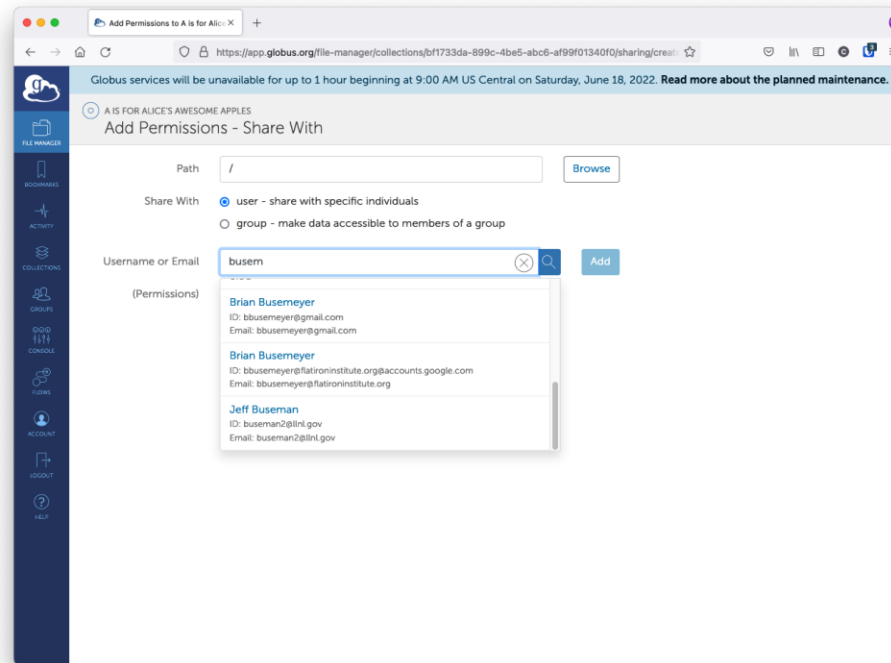 Add Permissions to A is for Alice
https://app.globus.org/file-manager/collections/bf1733da-899c-4be5-abc6-af99f01340f0/sharing/creat
Globus services will be unavailable for up to 1 hour beginning at 9:00 AM US Central on Saturday, June 18, 2022. Read more about the planned maintenance.
A IS FOR ALICE'S AWESOME APPLES
Add Permissions - Share With
FILE MANAGER
BOOKMARKS
ACTIVITY
COLLECTIONS
GROUPS
CONSOLE
FLOWS
ACCOUNT
LOGOUT
HELP
Path
/
Browse
Share With
user - share with specific individuals
group - make data accessible to members of a group
Username or Email
busem
Add
(Permissions)
Brian Busemeyer
ID: bbusemeyer@gmail.com
Email: bbusemeyer@gmail.com
Brian Busemeyer
ID: bbusemeyer@flatironinstitute.org@accounts.google.com
Email: bbusemeyer@flatironinstitute.org
Jeff Buseman
ID: buseman2@llnl.gov
Email: buseman2@llnl.gov